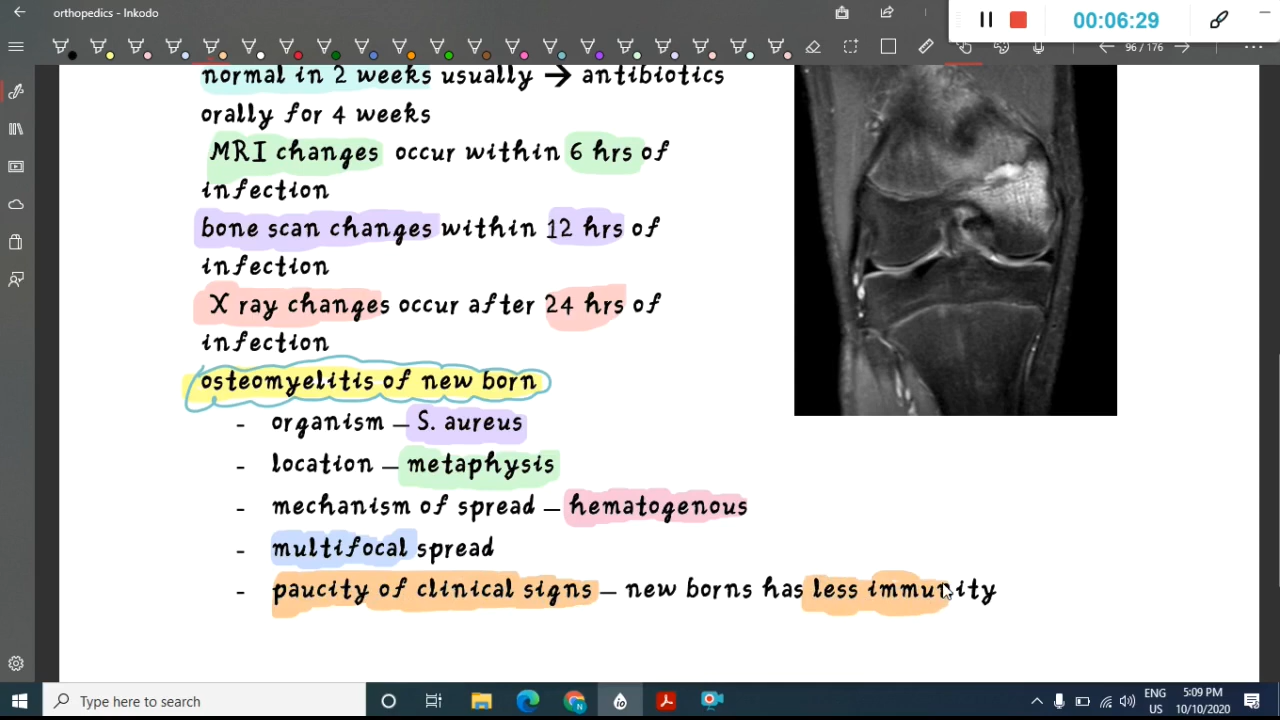 orthopedics - Inkodo
00:06:29
96 / 176
normal in 2 weeks usually → antibiotics
orally for 4 weeks
MRI changes occur within 6 hrs of
infection
bone scan changes within 12 hrs of
infection
X ray changes occur after 24 hrs of
infection
osteomyelitis of new born
- organism – S. aureus
- location – metaphysis
- mechanism of spread – hematogenous
- multifocal spread
- paucity of clinical signs – new borns has less immunity
Type here to search
ENG
US
5:09 PM
10/10/2020